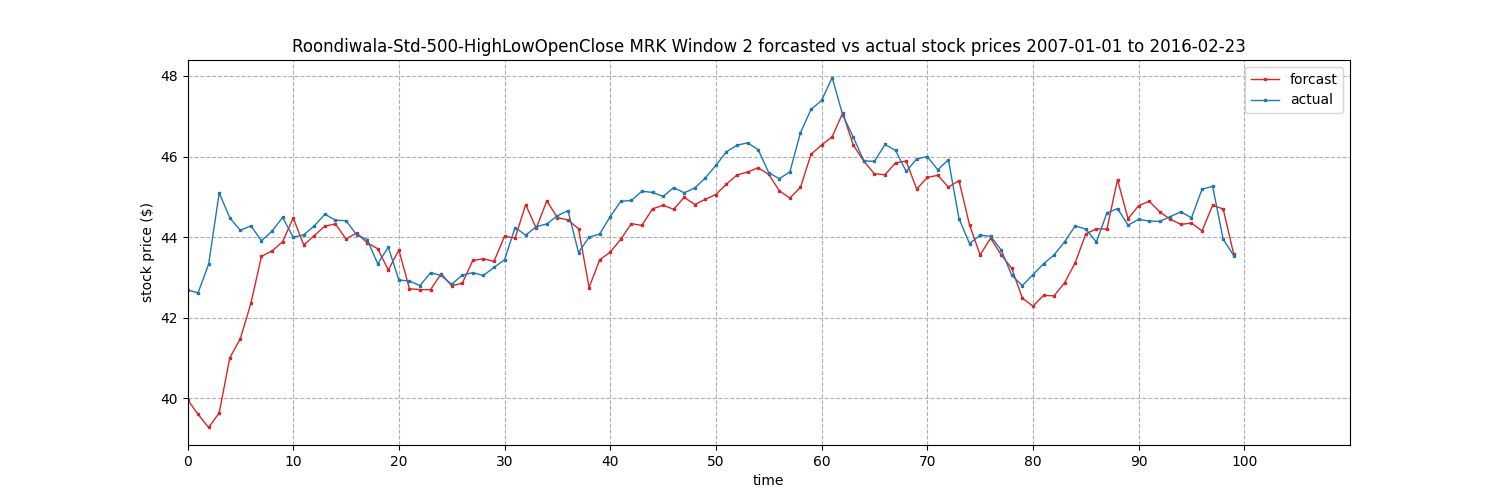 Roondiwala-Std-500-HighLowOpenClose MRK Window 2 forcasted vs actual stock prices 2007-01-01 to 2016-02-23
forcast
actual
stock price ($)
48
46
44
42
40
0 10 20 30 40 50 60 70 80 90 100
time